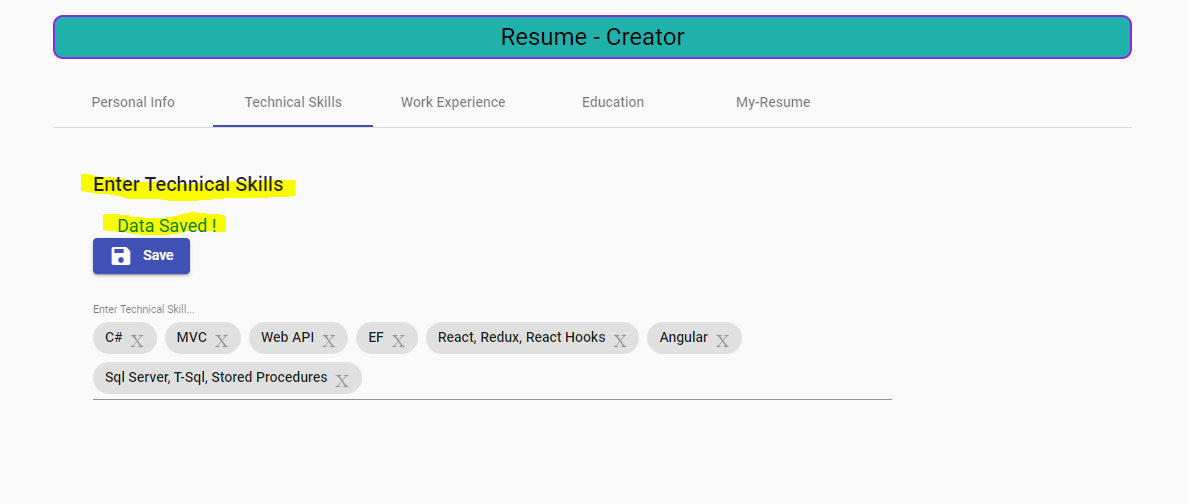 Resume - Creator
Personal Info Technical Skills Work Experience Education My-Resume
Enter Technical Skills
Data Saved !
Save
Enter Technical Skill...
C# X MVC X Web API X EF X React, Redux, React Hooks X Angular X
Sql Server, T-Sql, Stored Procedures X